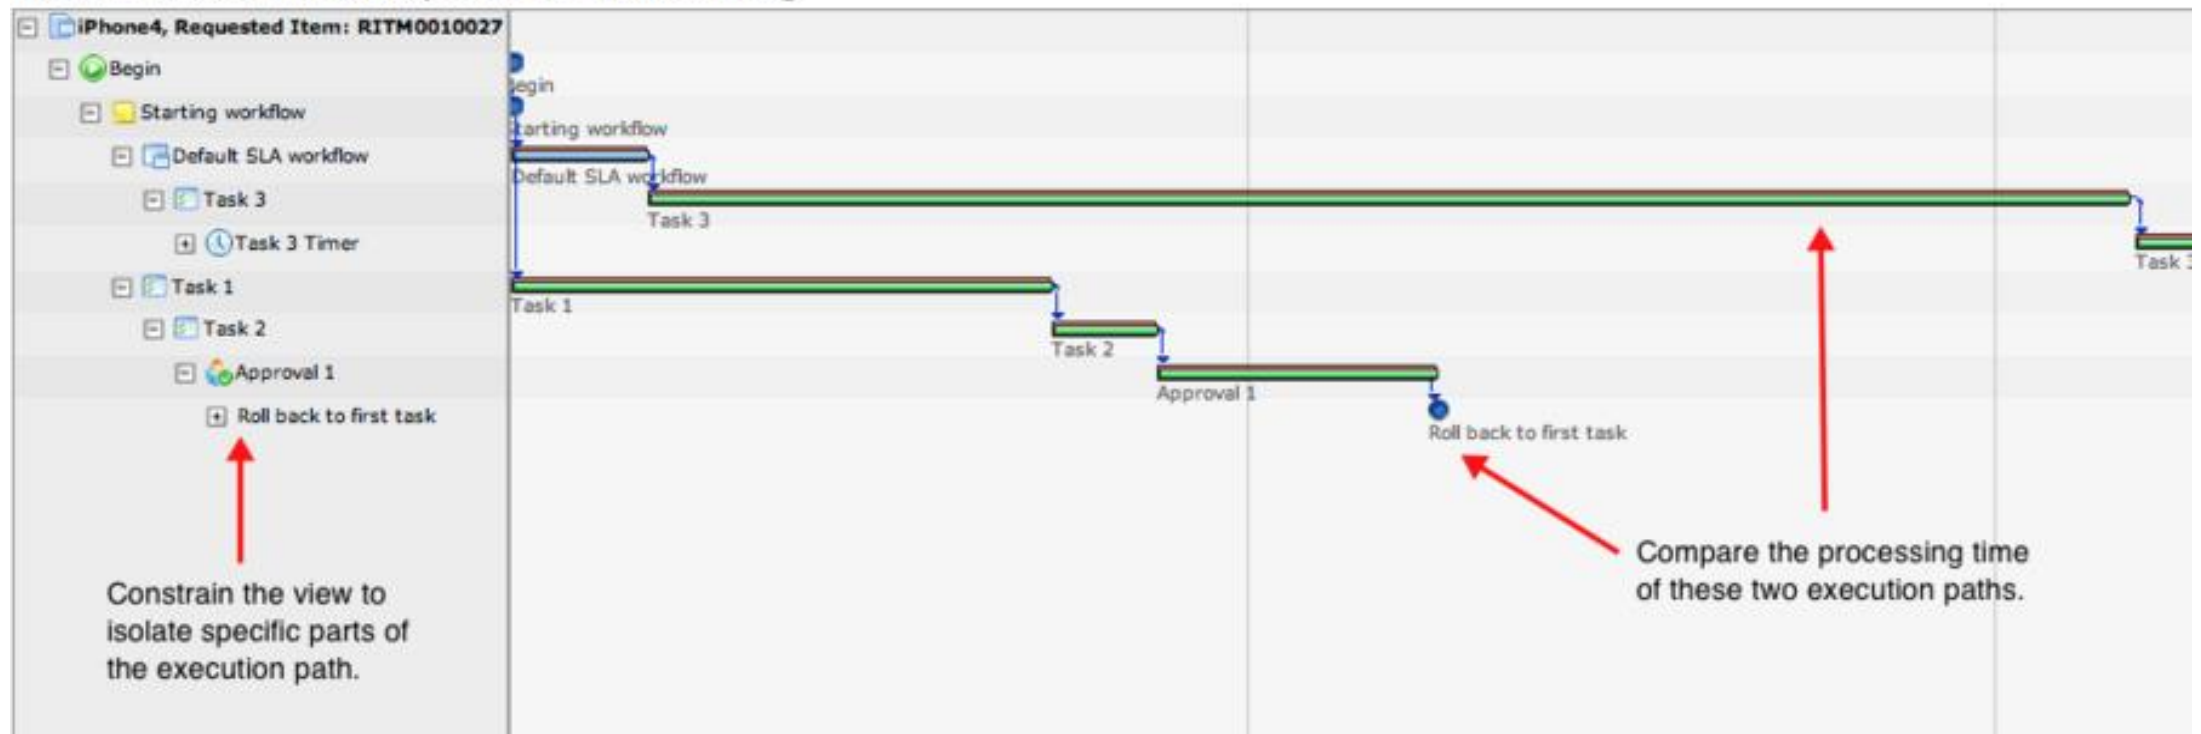 iPhone4, Requested Item: RITM0010027
Begin
egin
Starting workflow
tarting workflow
Default SLA workflow
Default SLA workflow
Task 3
Task 3
Task 3 Timer
Task 3
Task 1
Task 1
Task 2
Task 2
Approval 1
Approval 1
Roll back to first task
Roll back to first task
Compare the processing time
of these two execution paths.
Constrain the view to
isolate specific parts of
the execution path.